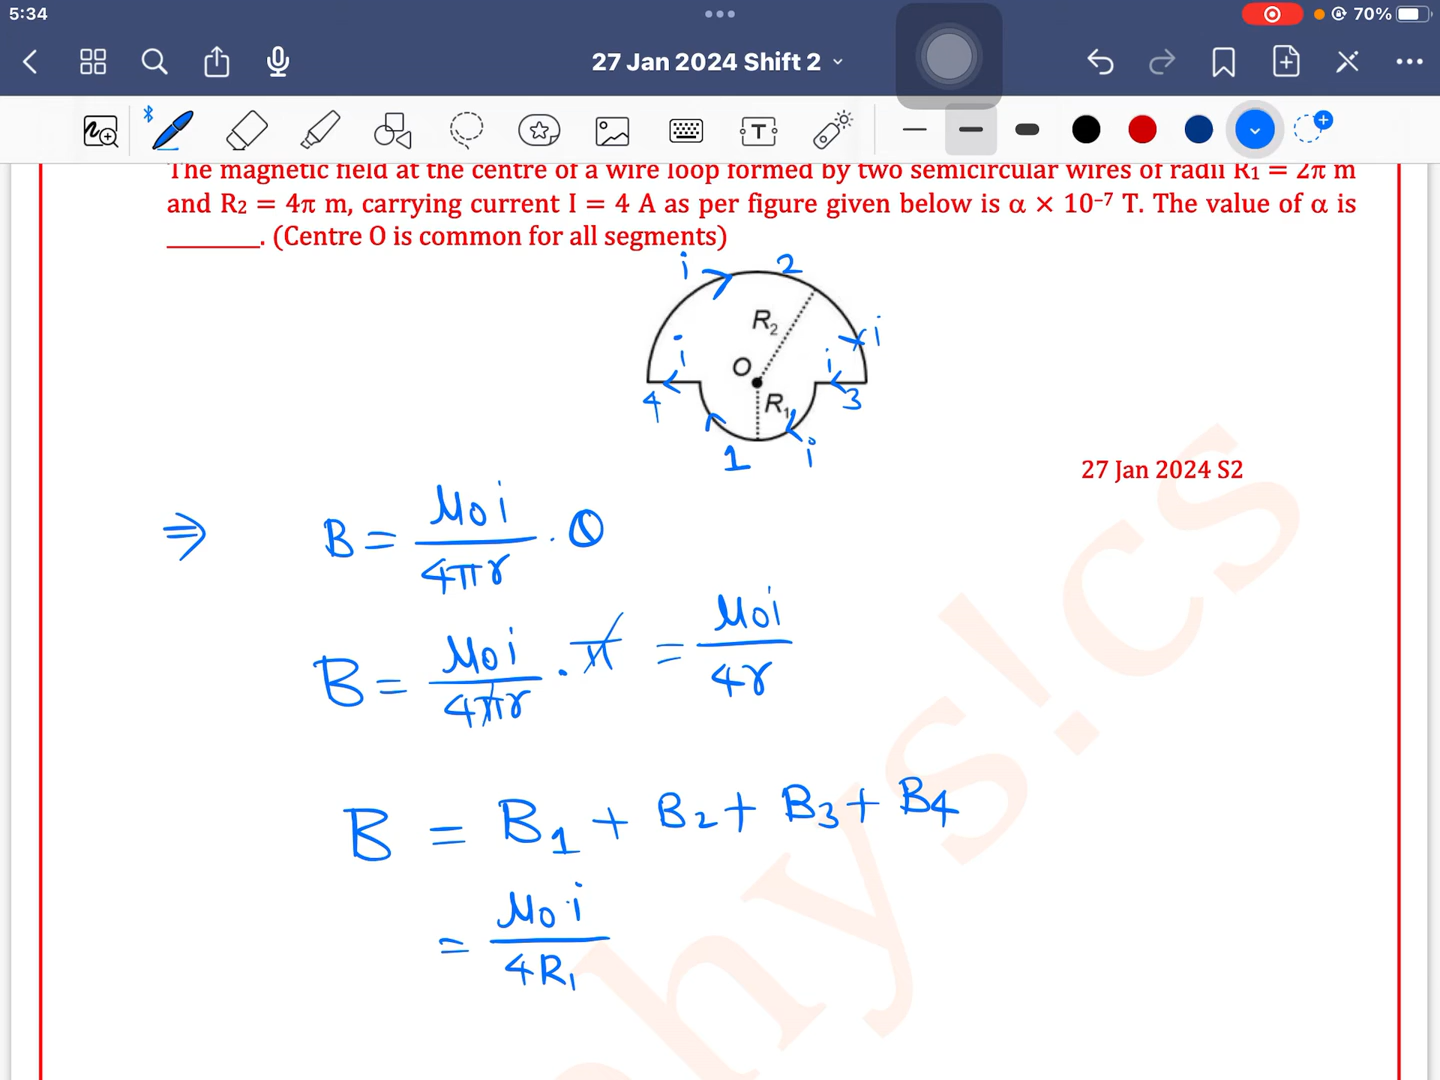 5:34
70%
27 Jan 2024 Shift 2
T
The magnetic field at the centre of a wire loop formed by two semicircular wires of radii R₁ = 2π m
and R₂ = 4π m, carrying current I = 4 A as per figure given below is α × 10⁻⁷ T. The value of α is
_______. (Centre O is common for all segments)
i 2
R₂ i
i O i
4 R₁ 3
1 i
27 Jan 2024 S2
⇒ B = μ₀i / 4πr . θ
B = μ₀i / 4πr . π = μ₀i / 4r
B = B₁ + B₂ + B₃ + B₄
= μ₀i / 4R₁
hys!cs